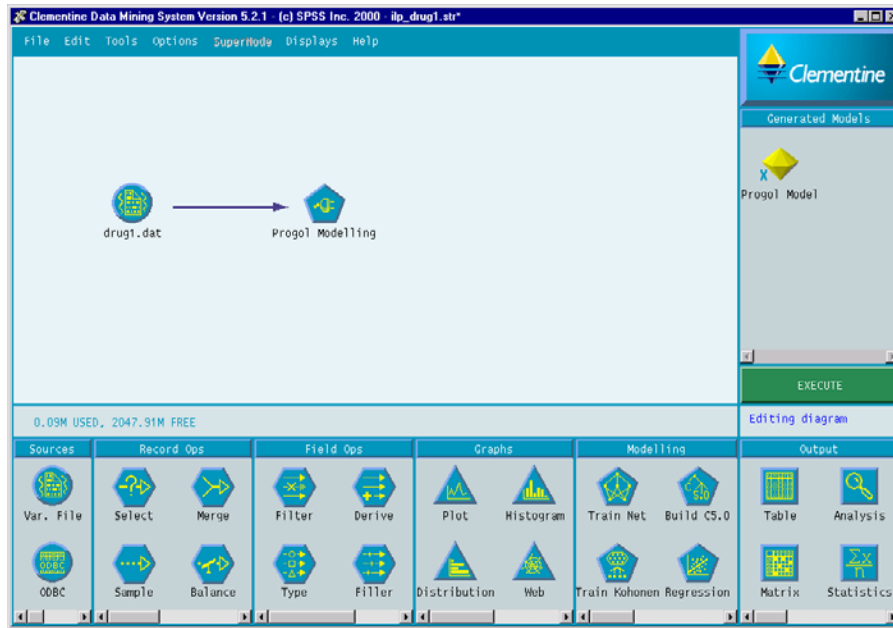 Clementine Data Mining System Version 5.2.1 - (c) SPSS Inc. 2000 - ilp_drug1.str*
File Edit Tools Options SuperNode Displays Help
Clementine
Generated Models
Progol Model
drug1.dat
Progol Modelling
EXECUTE
0.09M USED, 2047.91M FREE
Editing diagram
Sources Record Ops Field Ops Graphs Modelling Output
Var. File Select Merge Filter Derive Plot Histogram Train Net Build C5.0 Table Analysis
ODBC Sample Balance Type Filler Distribution Web Train Kohonen Regression Matrix Statistics